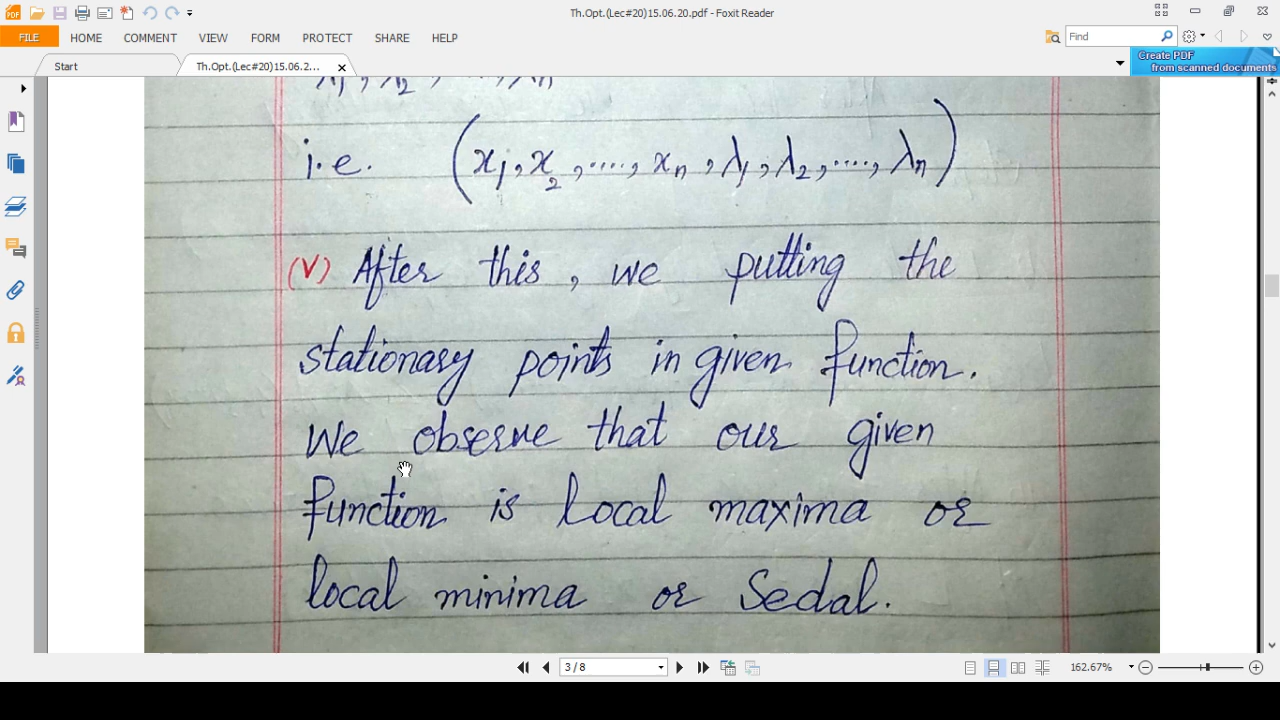 Th.Opt.(Lec#20)15.06.20.pdf - Foxit Reader
FILE HOME COMMENT VIEW FORM PROTECT SHARE HELP
Find
Start Th.Opt.(Lec#20)15.06.2...
Create PDF
from scanned documents
λ1, λ2, ...., λn
i.e. (x1, x2, ...., xn, λ1, λ2, ...., λn)
(V) After this, we putting the
stationary points in given function.
We observe that our given
function is local maxima or
local minima or Sedal.
3 / 8
162.67%